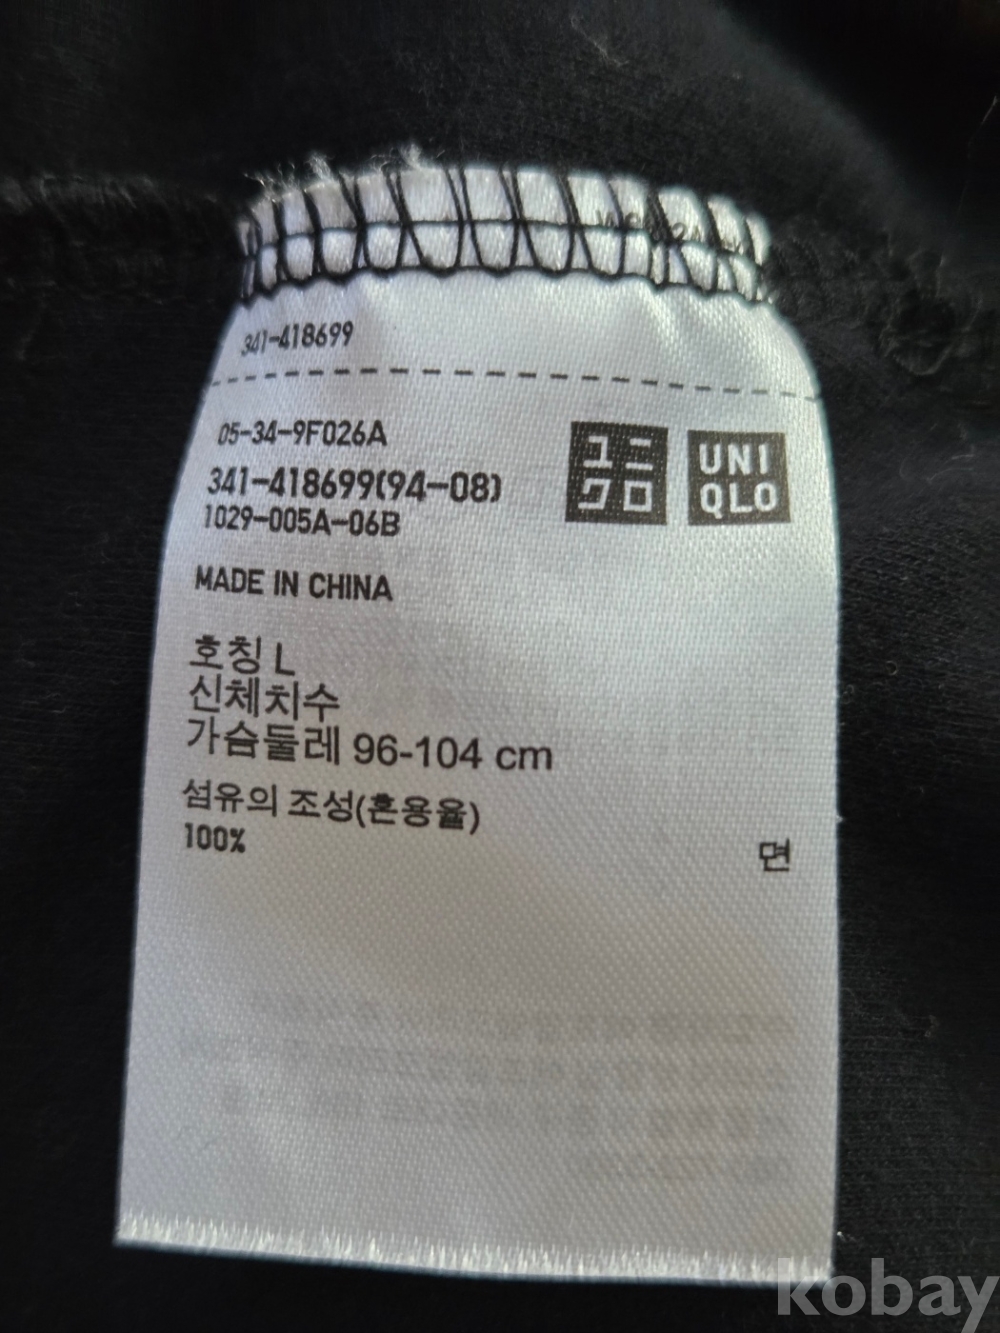 341-418699
05-34-9F026A
341-418699(94-08)
1029-005A-06B
ユニ
クロ
UNI
QLO
MADE IN CHINA
호칭 L
신체치수
가슴둘레 96-104 cm
섬유의 조성(혼용율)
100% 면
kobay